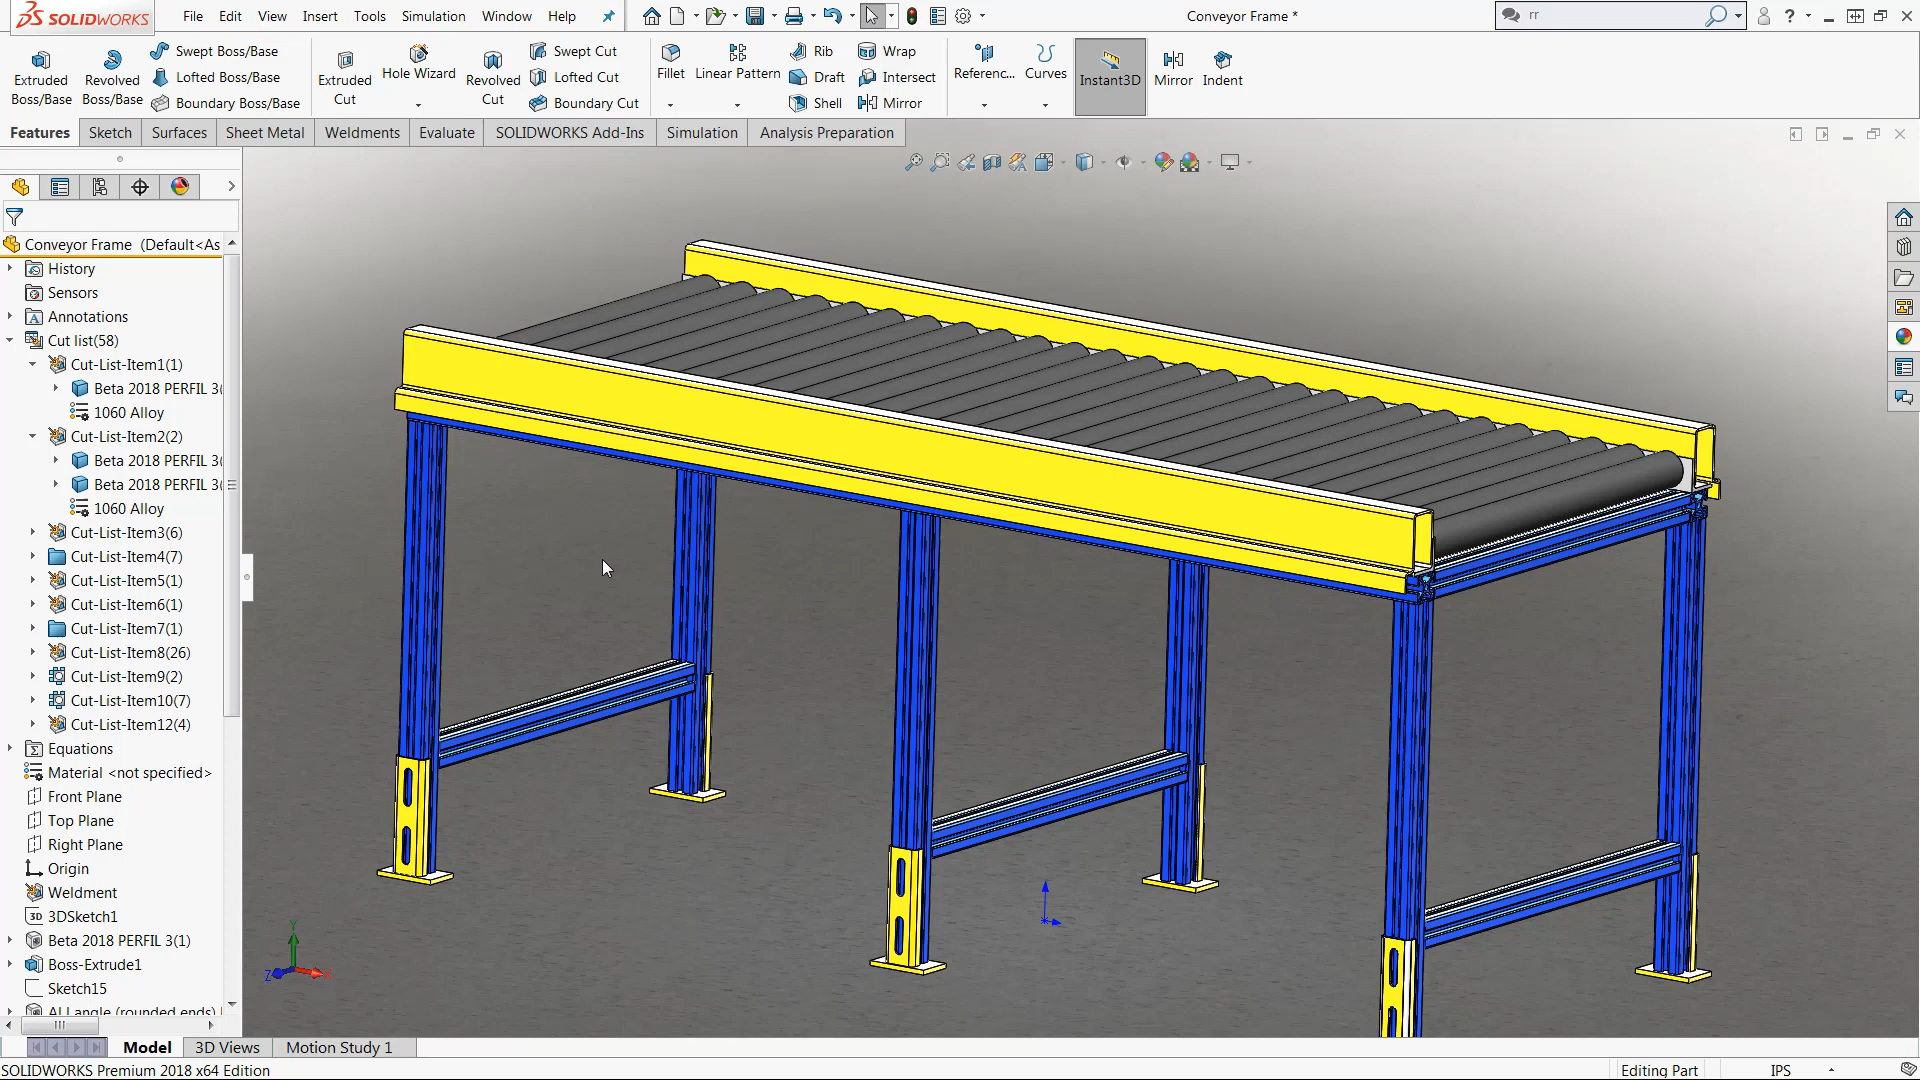 SOLIDWORKS
File Edit View Insert Tools Simulation Window Help
Conveyor Frame *
rr
Extruded Boss/Base
Revolved Boss/Base
Swept Boss/Base
Lofted Boss/Base
Boundary Boss/Base
Extruded Cut
Hole Wizard
Revolved Cut
Swept Cut
Lofted Cut
Boundary Cut
Fillet
Linear Pattern
Rib
Draft
Shell
Wrap
Intersect
Mirror
Referenc...
Curves
Instant3D
Mirror
Indent
Features Sketch Surfaces Sheet Metal Weldments Evaluate SOLIDWORKS Add-Ins Simulation Analysis Preparation
Conveyor Frame (Default<As
History
Sensors
Annotations
Cut list(58)
Cut-List-Item1(1)
Beta 2018 PERFIL 3(
1060 Alloy
Cut-List-Item2(2)
Beta 2018 PERFIL 3(
Beta 2018 PERFIL 3(
1060 Alloy
Cut-List-Item3(6)
Cut-List-Item4(7)
Cut-List-Item5(1)
Cut-List-Item6(1)
Cut-List-Item7(1)
Cut-List-Item8(26)
Cut-List-Item9(2)
Cut-List-Item10(7)
Cut-List-Item12(4)
Equations
Material <not specified>
Front Plane
Top Plane
Right Plane
Origin
Weldment
3DSketch1
Beta 2018 PERFIL 3(1)
Boss-Extrude1
Sketch15
angle (rounded ends)
Y
Z X
Model 3D Views Motion Study 1
SOLIDWORKS Premium 2018 x64 Edition
Editing Part
IPS